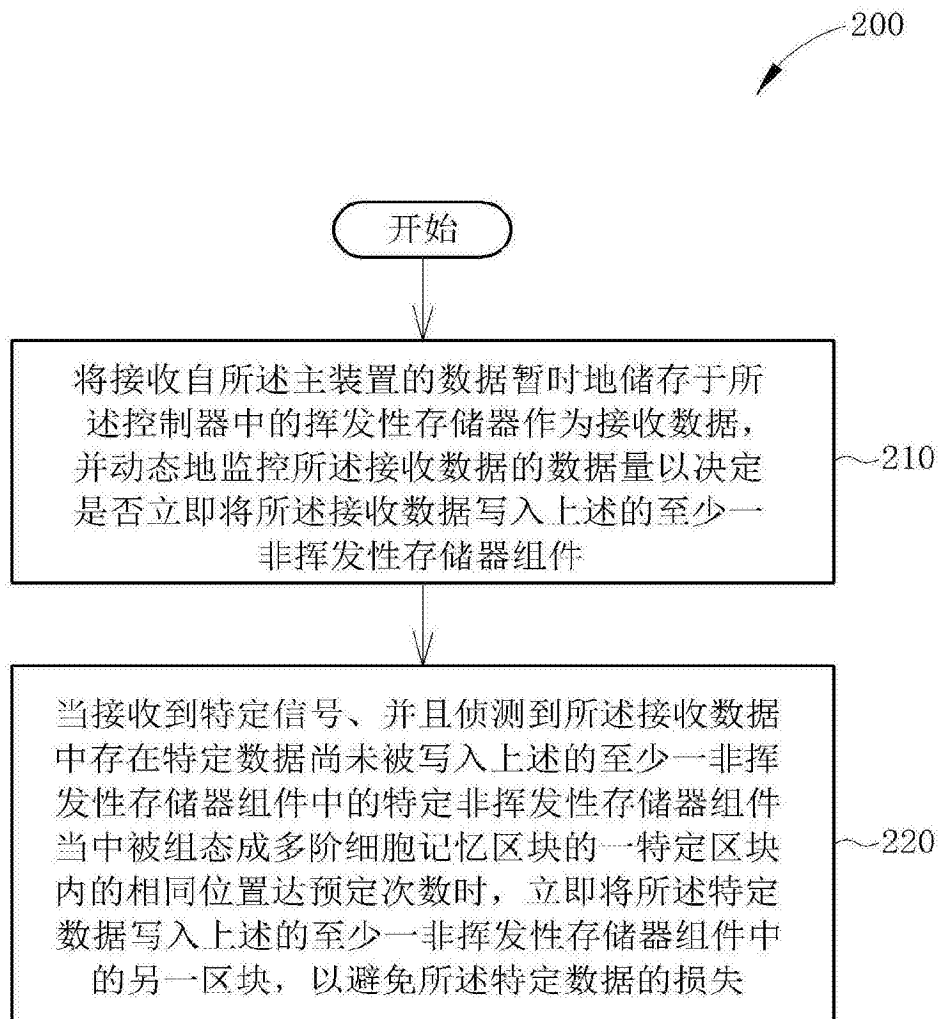 200
开始
将接收自所述主装置的数据暂时地储存于所
述控制器中的挥发性存储器作为接收数据，
并动态地监控所述接收数据的数据量以决定
是否立即将所述接收数据写入上述的至少一
非挥发性存储器组件
210
当接收到特定信号、并且侦测到所述接收数据
中存在特定数据尚未被写入上述的至少一非挥
发性存储器组件中的特定非挥发性存储器组件
当中被组态成多阶细胞记忆区块的一特定区块
内的相同位置达预定次数时，立即将所述特定
数据写入上述的至少一非挥发性存储器组件中
的另一区块，以避免所述特定数据的损失
220